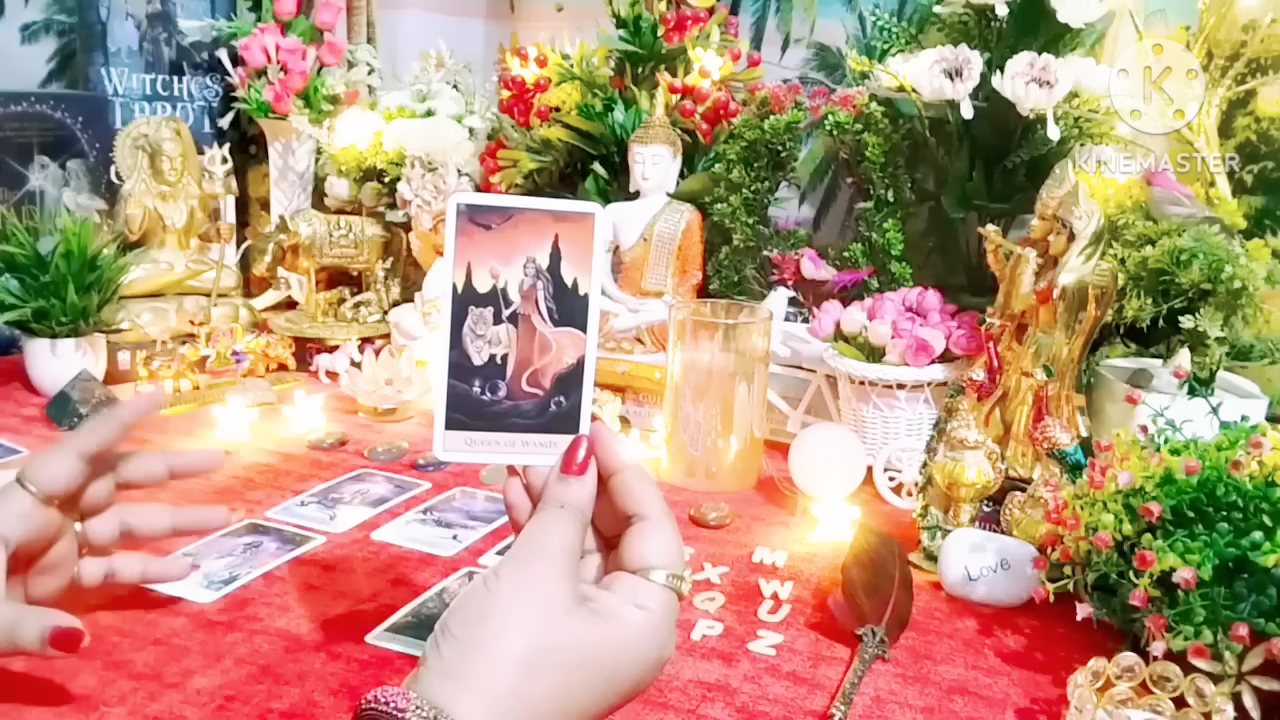 WITCHES
TAROT
K
KINEMASTER
QUEEN OF WANDS
Love
M
X W
Q U
P Z